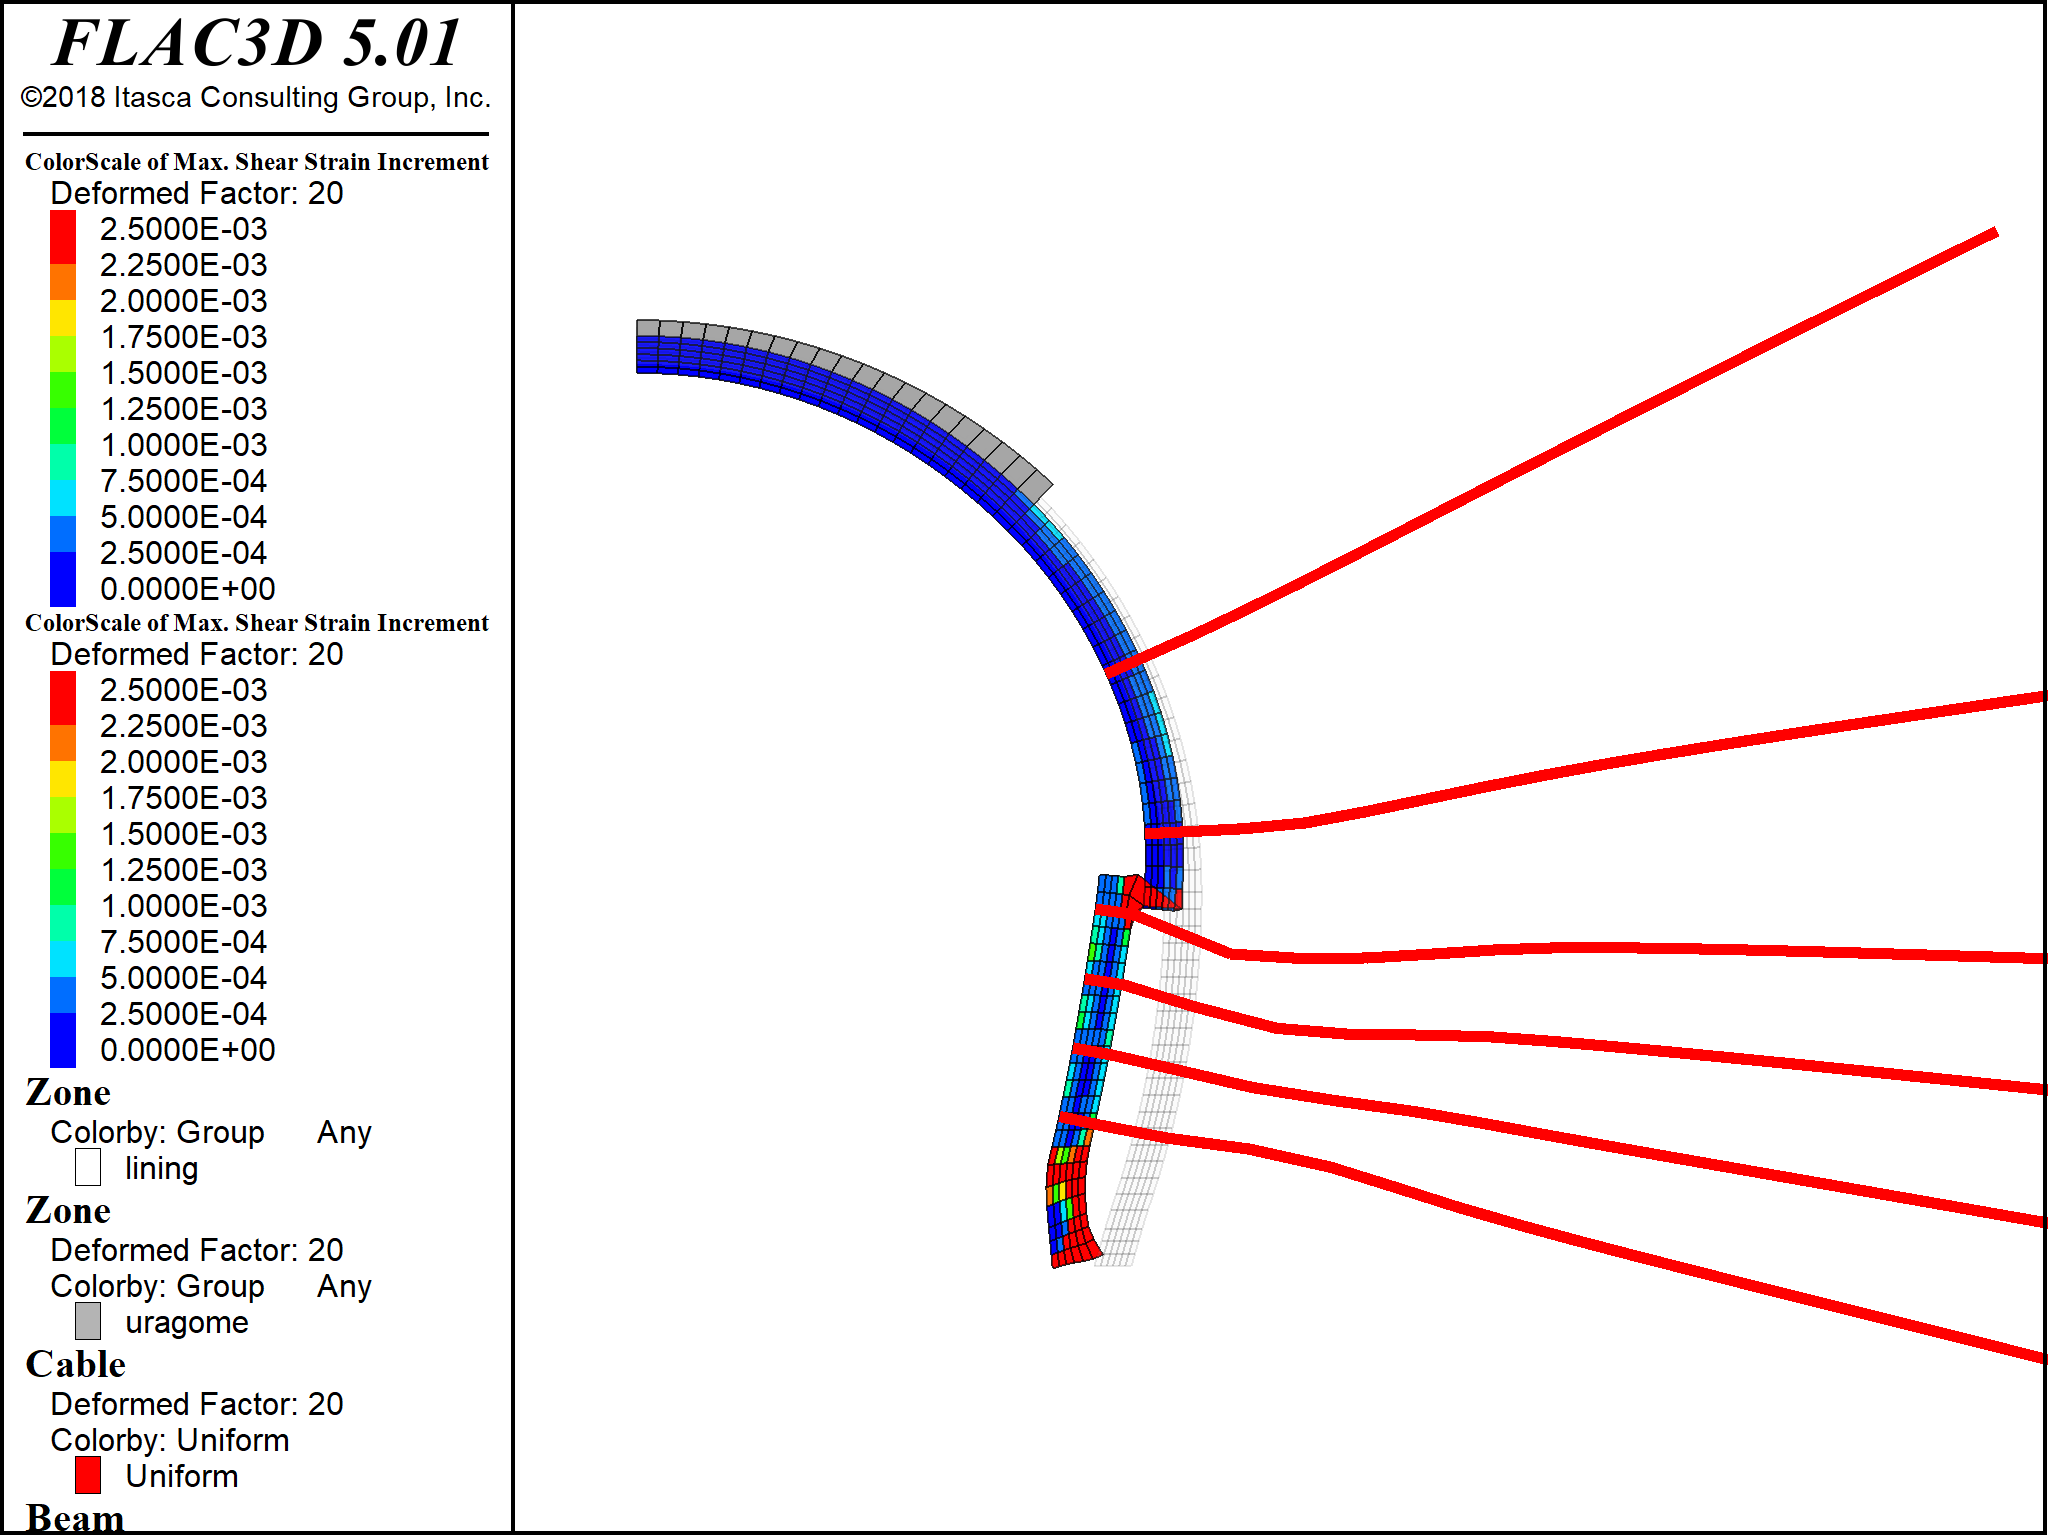 FLAC3D 5.01
©2018 Itasca Consulting Group, Inc.
ColorScale of Max. Shear Strain Increment
Deformed Factor: 20
2.5000E-03
2.2500E-03
2.0000E-03
1.7500E-03
1.5000E-03
1.2500E-03
1.0000E-03
7.5000E-04
5.0000E-04
2.5000E-04
0.0000E+00
ColorScale of Max. Shear Strain Increment
Deformed Factor: 20
2.5000E-03
2.2500E-03
2.0000E-03
1.7500E-03
1.5000E-03
1.2500E-03
1.0000E-03
7.5000E-04
5.0000E-04
2.5000E-04
0.0000E+00
Zone
Colorby: Group Any
lining
Zone
Deformed Factor: 20
Colorby: Group Any
uragome
Cable
Deformed Factor: 20
Colorby: Uniform
Uniform
Beam